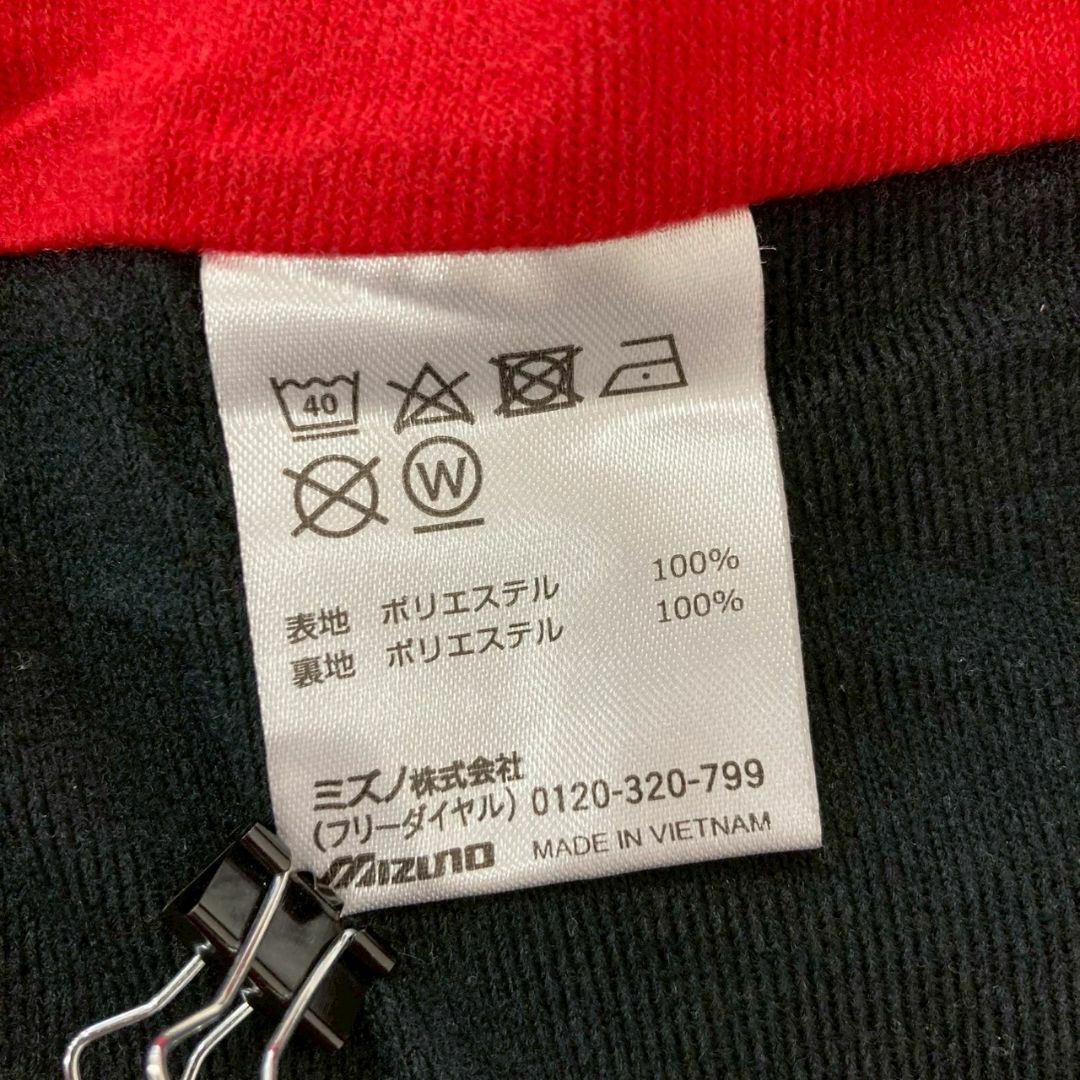 40
W
表地 ポリエステル 100%
裏地 ポリエステル 100%
ミズノ株式会社
(フリーダイヤル) 0120-320-799
MIZUNO MADE IN VIETNAM